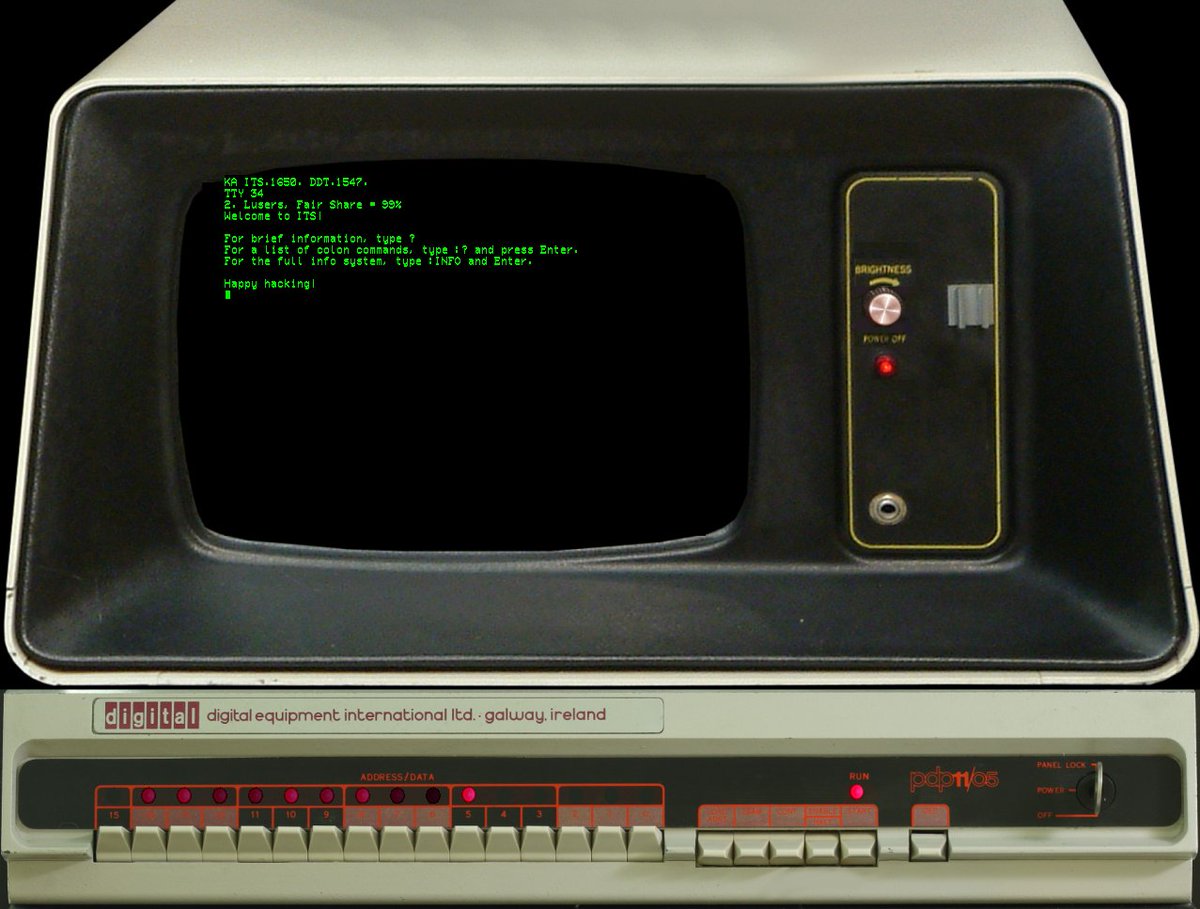 KA ITS.1650. DDT.1547.
TTY 34
2. Lusers, Fair Share = 99%
Welcome to ITS!
For brief information, type ?
For a list of colon commands, type :? and press Enter.
For the full info system, type :INFO and Enter.
Happy hacking!
BRIGHTNESS
POWER OFF
digital digital equipment international ltd. · galway, ireland
ADDRESS/DATA
RUN
pdp11/05
PANEL LOCK
POWER
OFF
15 11 10 9 5 4 3